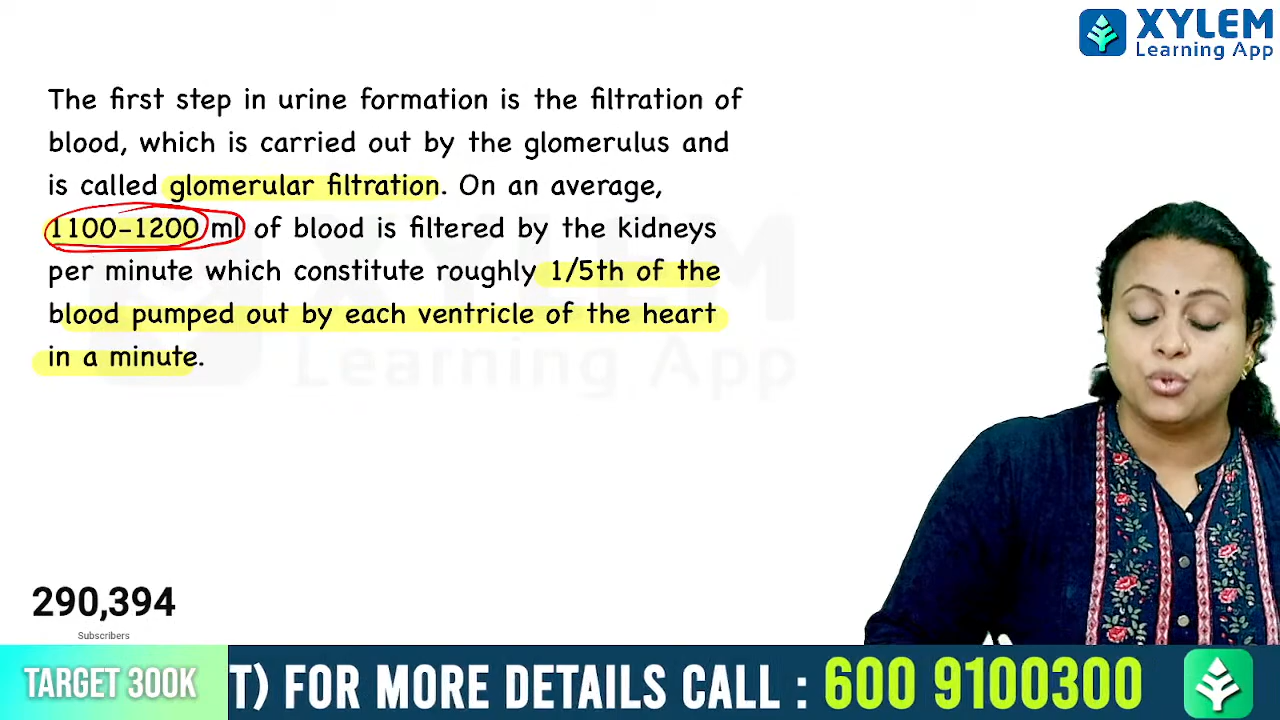 XYLEM
Learning App
The first step in urine formation is the filtration of
blood, which is carried out by the glomerulus and
is called glomerular filtration. On an average,
1100-1200 ml of blood is filtered by the kidneys
per minute which constitute roughly 1/5th of the
blood pumped out by each ventricle of the heart
in a minute.
XYLEM
Learning App
290,394
Subscribers
TARGET 300K
T) FOR MORE DETAILS CALL : 600 9100300